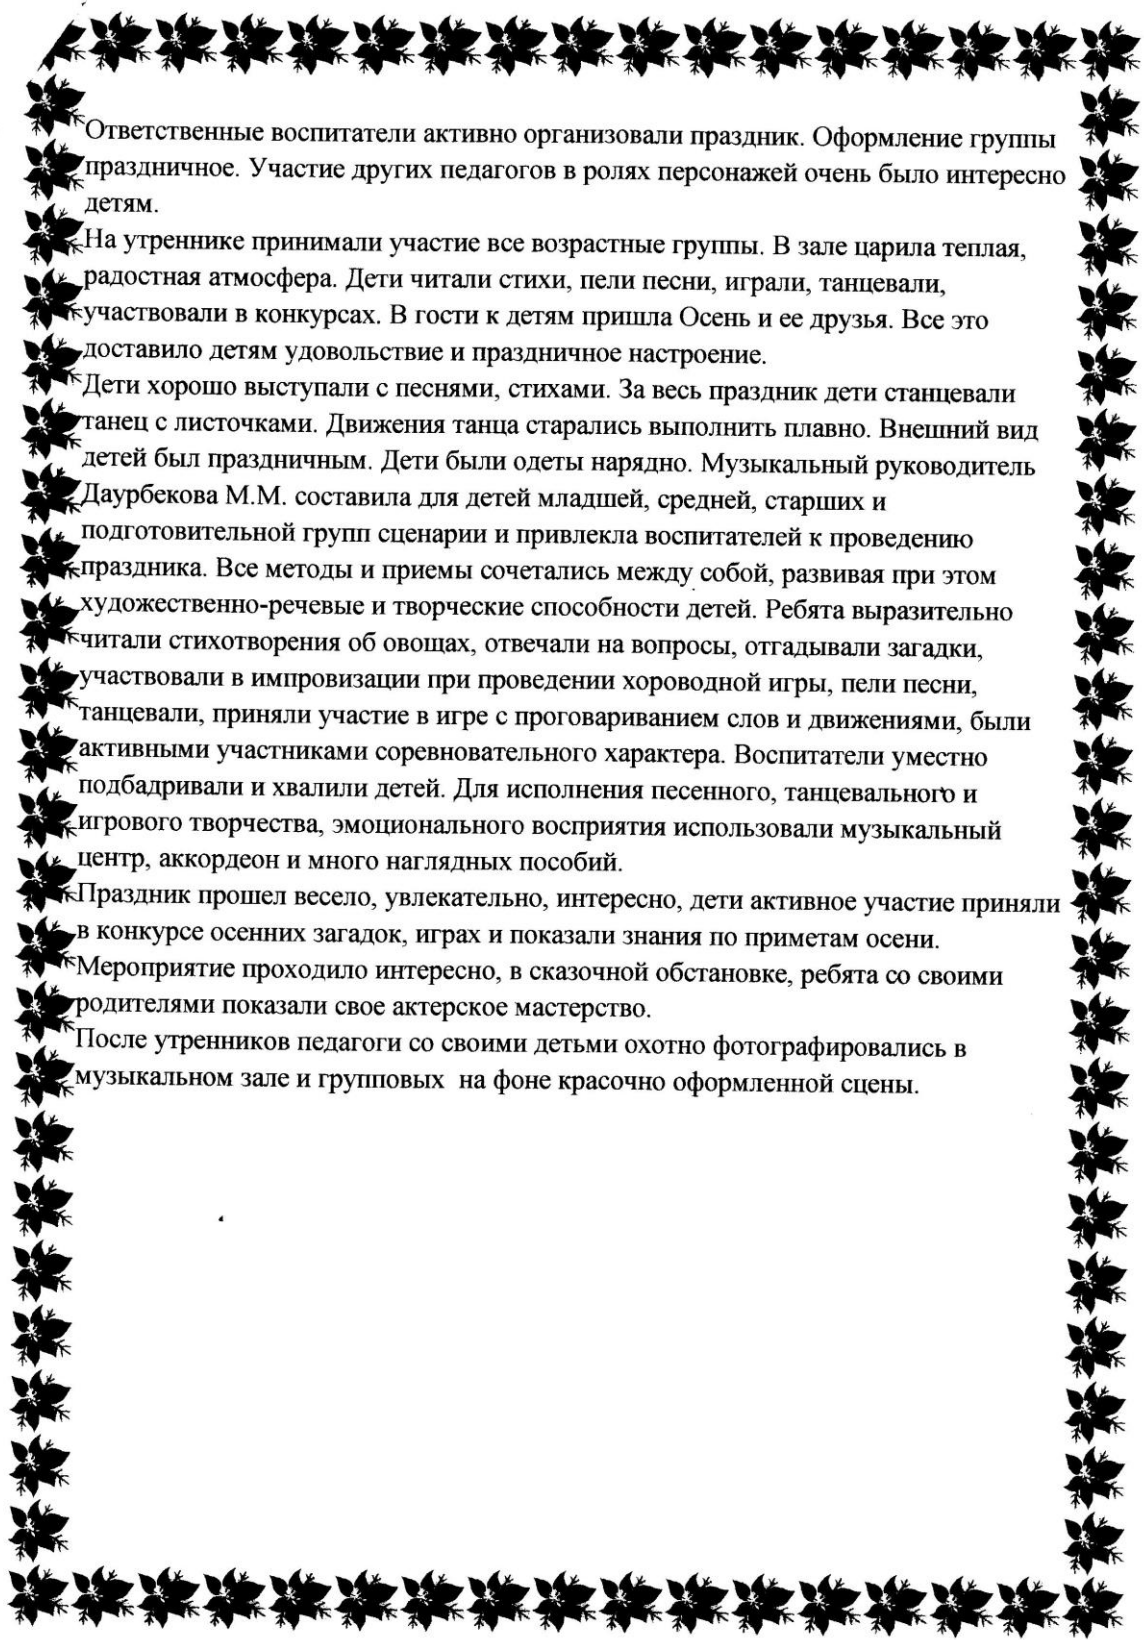 Ответственные воспитатели активно организовали праздник. Оформление группы
праздничное. Участие других педагогов в ролях персонажей очень было интересно
детям.
На утреннике принимали участие все возрастные группы. В зале царила теплая,
радостная атмосфера. Дети читали стихи, пели песни, играли, танцевали,
участвовали в конкурсах. В гости к детям пришла Осень и ее друзья. Все это
доставило детям удовольствие и праздничное настроение.
Дети хорошо выступали с песнями, стихами. За весь праздник дети станцевали
танец с листочками. Движения танца старались выполнить плавно. Внешний вид
детей был праздничным. Дети были одеты нарядно. Музыкальный руководитель
Даурбекова М.М. составила для детей младшей, средней, старших и
подготовительной групп сценарии и привлекла воспитателей к проведению
праздника. Все методы и приемы сочетались между собой, развивая при этом
художественно-речевые и творческие способности детей. Ребята выразительно
читали стихотворения об овощах, отвечали на вопросы, отгадывали загадки,
участвовали в импровизации при проведении хороводной игры, пели песни,
танцевали, приняли участие в игре с проговариванием слов и движениями, были
активными участниками соревновательного характера. Воспитатели уместно
подбадривали и хвалили детей. Для исполнения песенного, танцевального и
игрового творчества, эмоционального восприятия использовали музыкальный
центр, аккордеон и много наглядных пособий.
Праздник прошел весело, увлекательно, интересно, дети активное участие приняли
в конкурсе осенних загадок, играх и показали знания по приметам осени.
Мероприятие проходило интересно, в сказочной обстановке, ребята со своими
родителями показали свое актерское мастерство.
После утренников педагоги со своими детьми охотно фотографировались в
музыкальном зале и групповых на фоне красочно оформленной сцены.